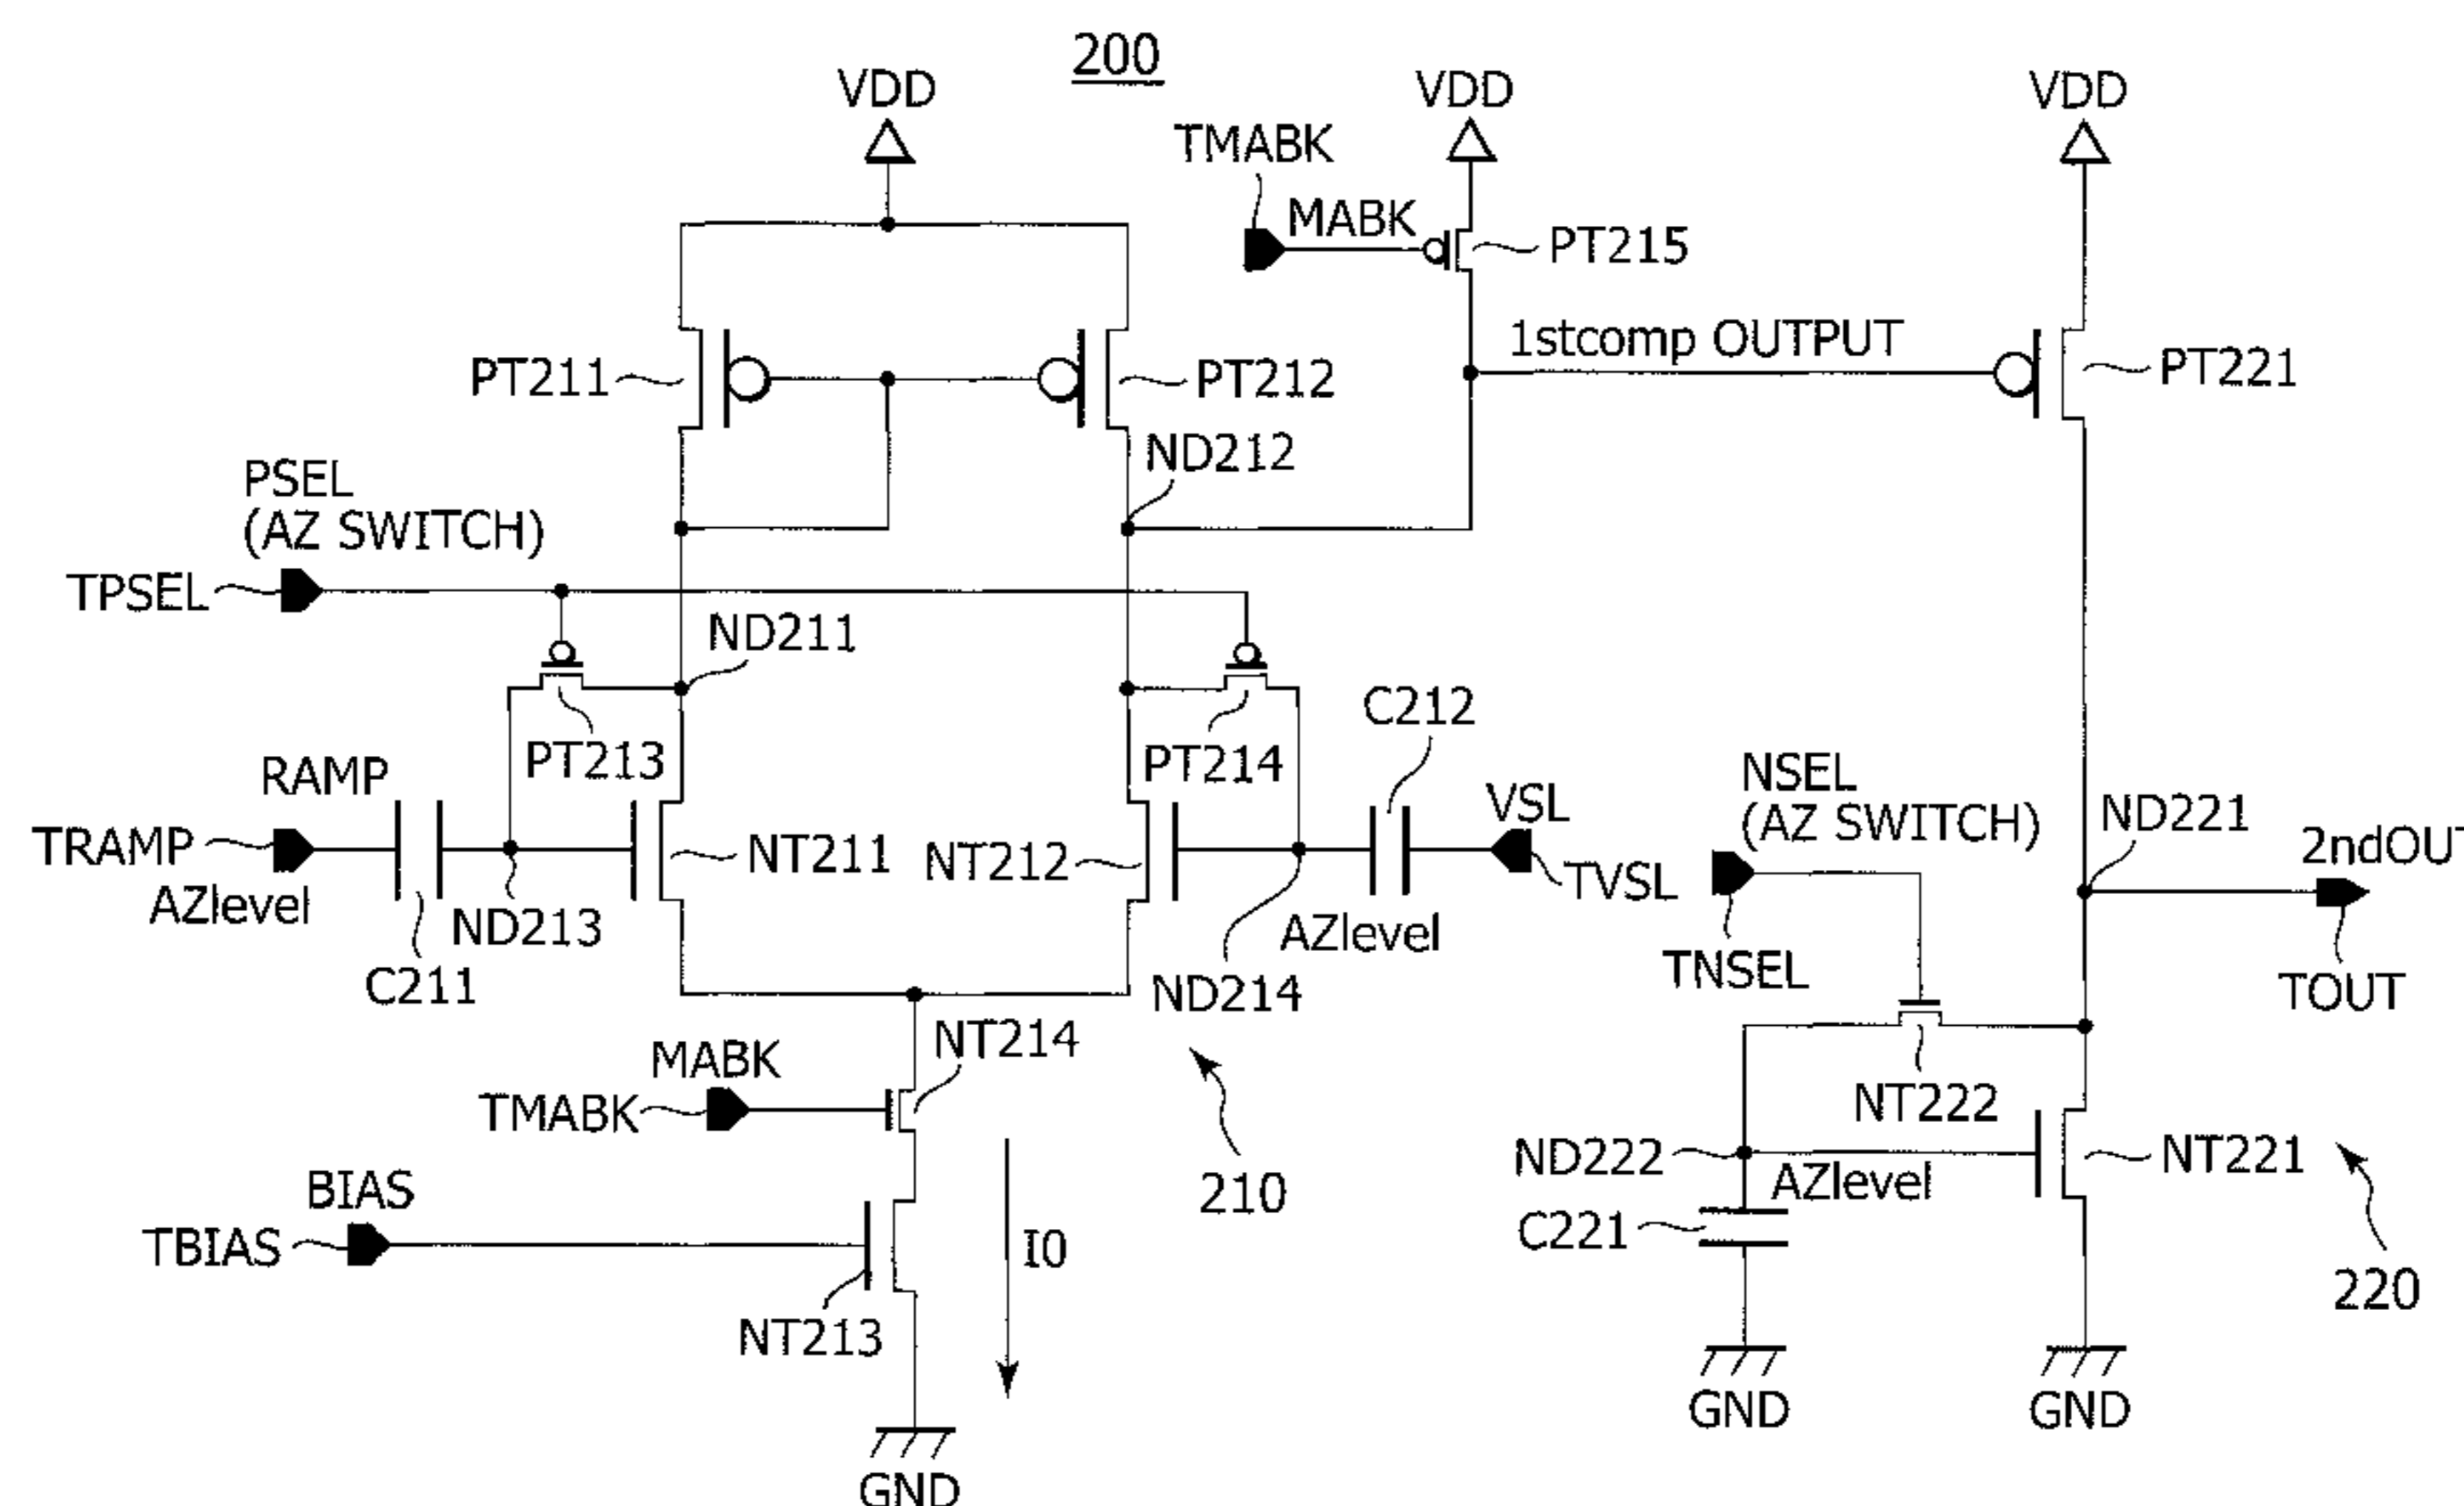 200
VDD
VDD
VDD
TMABK
MABK
PT215
1stcomp OUTPUT
PT211
PT212
PT221
ND212
PSEL
(AZ SWITCH)
TPSEL
ND211
PT213
PT214
C212
RAMP
TRAMP
AZlevel
ND213
C211
NT211
NT212
VSL
TVSL
AZlevel
ND214
NSEL
(AZ SWITCH)
TNSEL
ND221
2ndOUT
TOUT
NT214
MABK
TMABK
NT222
ND222
AZlevel
NT221
C221
210
BIAS
TBIAS
I0
NT213
220
GND
GND
GND